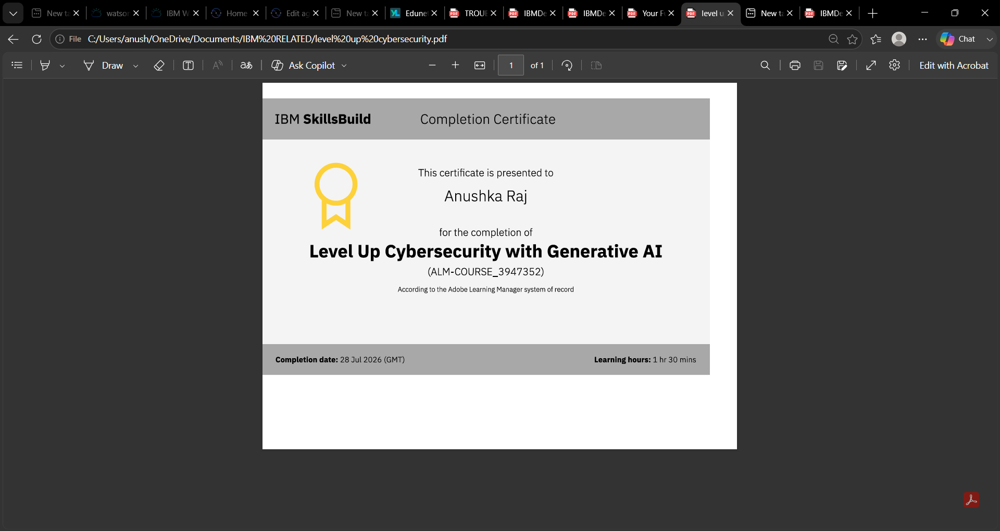 New ta
watson
IBM W
Home
Edit ag
New ta
Edunet
TROUB
IBMDe
IBMDe
Your F
level u
New ta
IBMDe
File C:/Users/anush/OneDrive/Documents/IBM%20RELATED/level%20up%20cybersecurity.pdf
Chat
Draw
Ask Copilot
1 of 1
Edit with Acrobat
IBM SkillsBuild Completion Certificate
This certificate is presented to
Anushka Raj
for the completion of
Level Up Cybersecurity with Generative AI
(ALM-COURSE_3947352)
According to the Adobe Learning Manager system of record
Completion date: 28 Jul 2026 (GMT) Learning hours: 1 hr 30 mins